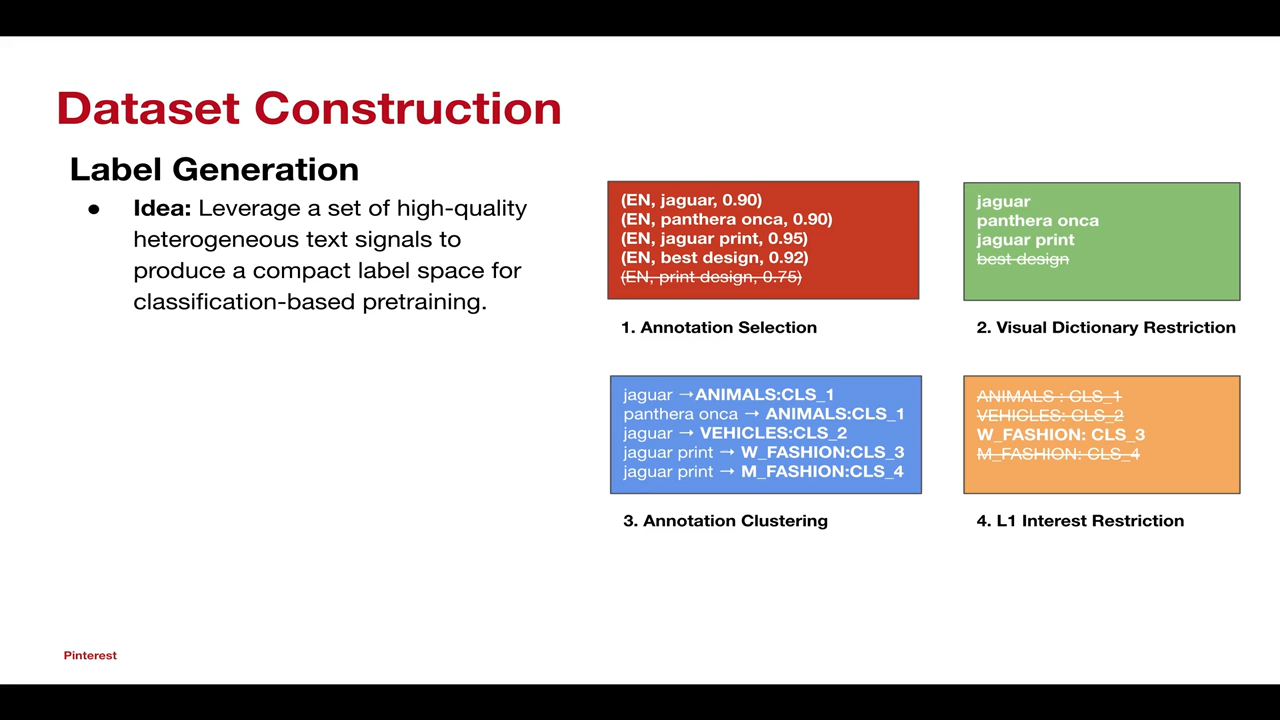 Dataset Construction
Label Generation
● Idea: Leverage a set of high-quality
heterogeneous text signals to
produce a compact label space for
classification-based pretraining.
(EN, jaguar, 0.90)
(EN, panthera onca, 0.90)
(EN, jaguar print, 0.95)
(EN, best design, 0.92)
(EN, print design, 0.75)
1. Annotation Selection
jaguar
panthera onca
jaguar print
best design
2. Visual Dictionary Restriction
jaguar →ANIMALS:CLS_1
panthera onca → ANIMALS:CLS_1
jaguar → VEHICLES:CLS_2
jaguar print → W_FASHION:CLS_3
jaguar print → M_FASHION:CLS_4
3. Annotation Clustering
ANIMALS : CLS_1
VEHICLES: CLS_2
W_FASHION: CLS_3
M_FASHION: CLS_4
4. L1 Interest Restriction
Pinterest